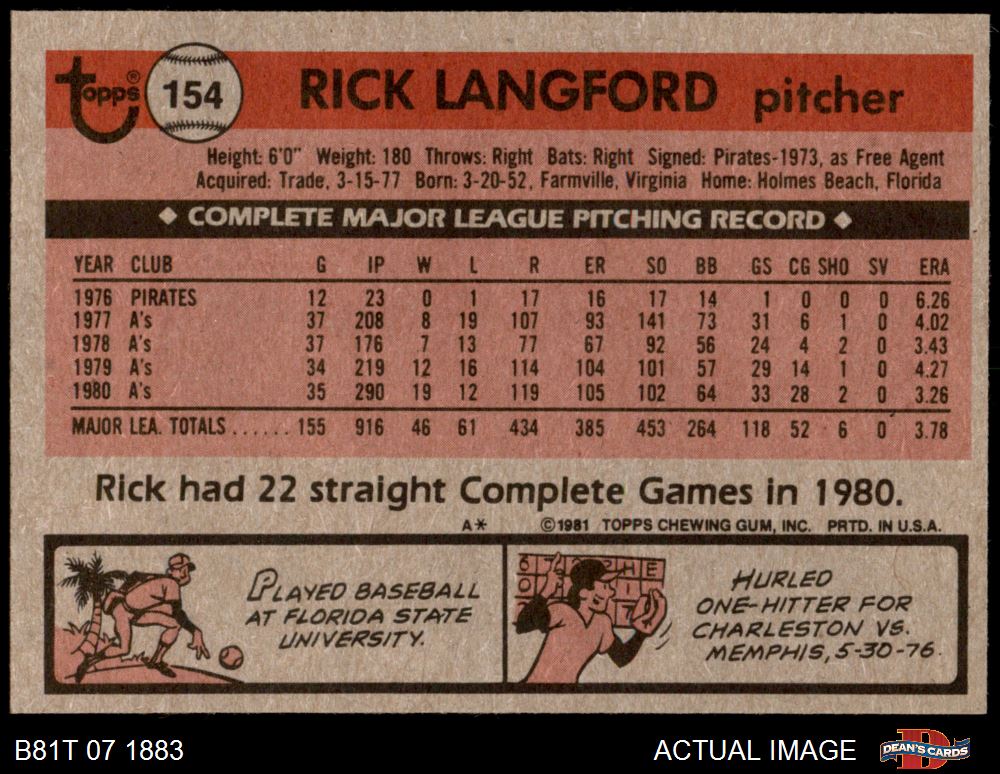 topps® 154 RICK LANGFORD pitcher
Height: 6'0" Weight: 180 Throws: Right Bats: Right Signed: Pirates-1973, as Free Agent
Acquired: Trade, 3-15-77 Born: 3-20-52, Farmville, Virginia Home: Holmes Beach, Florida
◆ COMPLETE MAJOR LEAGUE PITCHING RECORD ◆
YEAR CLUB G IP W L R ER SO BB GS CG SHO SV ERA
1976 PIRATES 12 23 0 1 17 16 17 14 1 0 0 0 6.26
1977 A's 37 208 8 19 107 93 141 73 31 6 1 0 4.02
1978 A's 37 176 7 13 77 67 92 56 24 4 2 0 3.43
1979 A's 34 219 12 16 114 104 101 57 29 14 1 0 4.27
1980 A's 35 290 19 12 119 105 102 64 33 28 2 0 3.26
MAJOR LEA. TOTALS...... 155 916 46 61 434 385 453 264 118 52 6 0 3.78
Rick had 22 straight Complete Games in 1980.
A* ©1981 TOPPS CHEWING GUM, INC. PRTD. IN U.S.A.
PLAYED BASEBALL
AT FLORIDA STATE
UNIVERSITY.
H E
HURLED
ONE-HITTER FOR
CHARLESTON VS.
MEMPHIS, 5-30-76.
B81T 07 1883 ACTUAL IMAGE DEAN'S CARDS